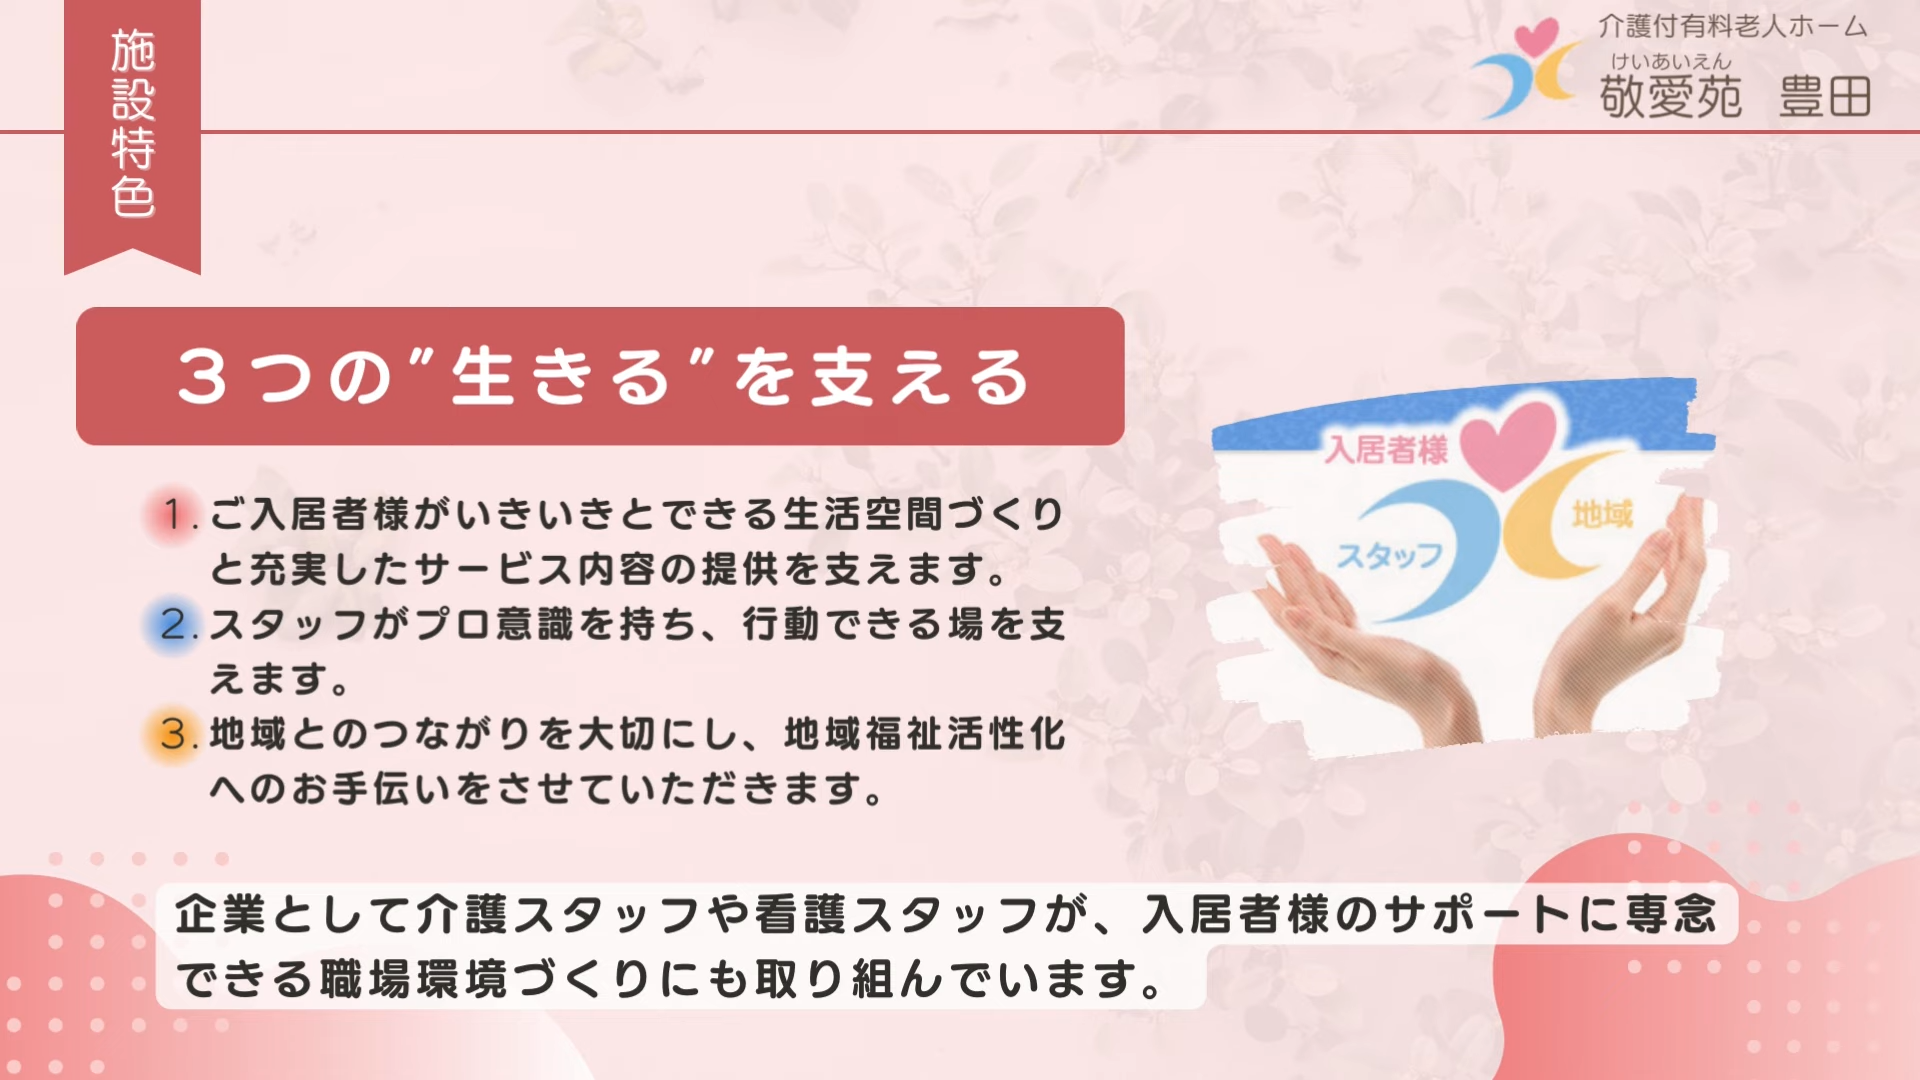 施設特色
介護付有料老人ホーム
けいあいえん
敬愛苑 豊田
３つの"生きる"を支える
1. ご入居者様がいきいきとできる生活空間づくり
と充実したサービス内容の提供を支えます。
2. スタッフがプロ意識を持ち、行動できる場を支
えます。
3. 地域とのつながりを大切にし、地域福祉活性化
へのお手伝いをさせていただきます。
入居者様
地域
スタッフ
企業として介護スタッフや看護スタッフが、入居者様のサポートに専念
できる職場環境づくりにも取り組んでいます。